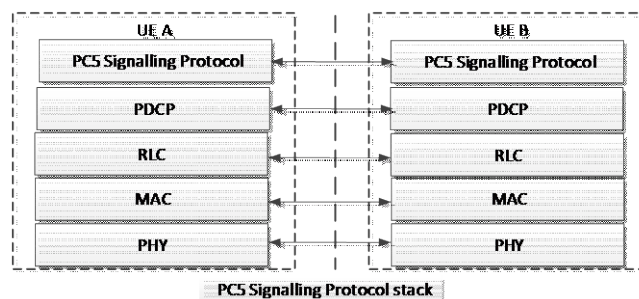 UE A
UE B
PC5 Signalling Protocol
PC5 Signalling Protocol
PDCP
PDCP
RLC
RLC
MAC
MAC
PHY
PHY
PC5 Signalling Protocol stack